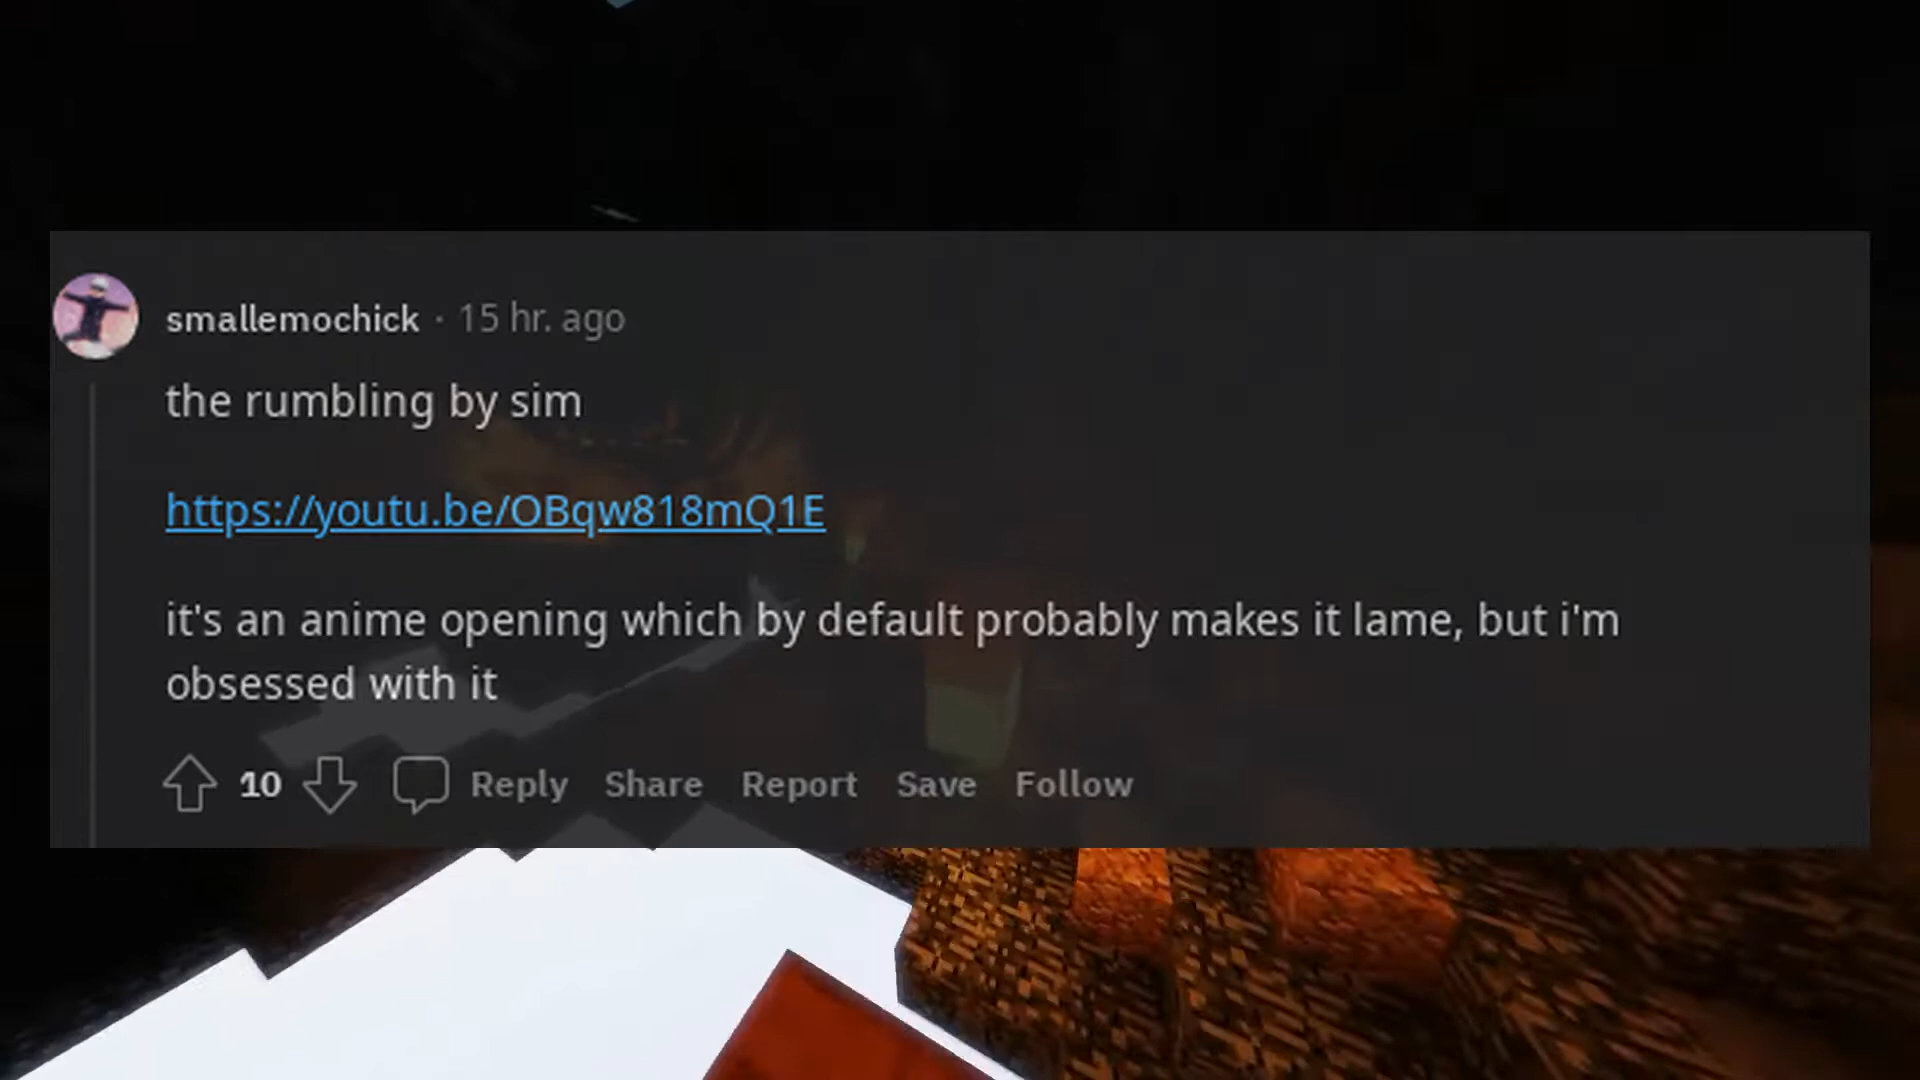 smallemochick · 15 hr. ago
the rumbling by sim
https://youtu.be/OBqw818mQ1E
it's an anime opening which by default probably makes it lame, but i'm
obsessed with it
10 Reply Share Report Save Follow